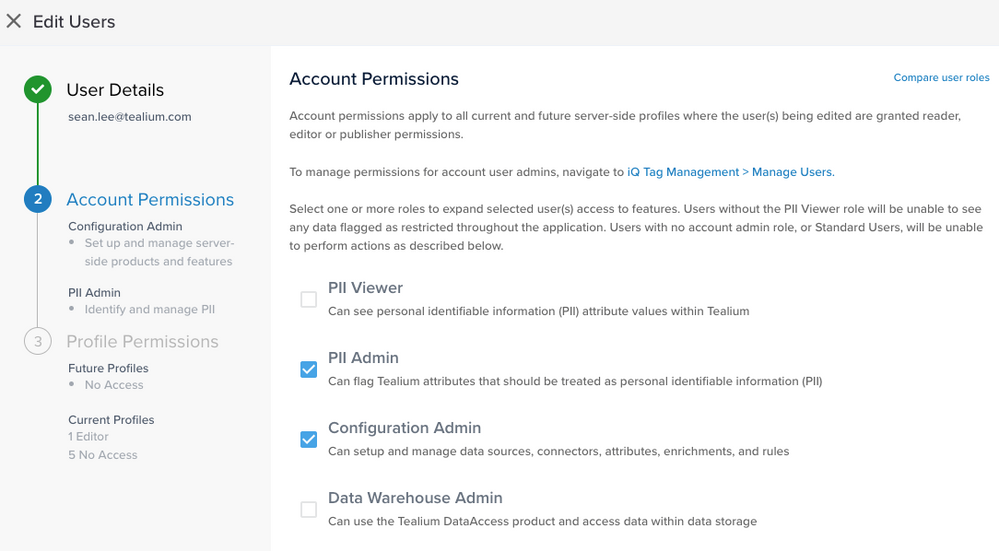 Edit Users
User Details
sean.lee@tealium.com
2
Account Permissions
Configuration Admin
• Set up and manage server-
side products and features
PII Admin
• Identify and manage PII
3
Profile Permissions
Future Profiles
• No Access
Current Profiles
1 Editor
5 No Access
Account Permissions
Compare user roles
Account permissions apply to all current and future server-side profiles where the user(s) being edited are granted reader,
editor or publisher permissions.
To manage permissions for account user admins, navigate to iQ Tag Management > Manage Users.
Select one or more roles to expand selected user(s) access to features. Users without the PII Viewer role will be unable to see
any data flagged as restricted throughout the application. Users with no account admin role, or Standard Users, will be unable
to perform actions as described below.
PII Viewer
Can see personal identifiable information (PII) attribute values within Tealium
PII Admin
Can flag Tealium attributes that should be treated as personal identifiable information (PII)
Configuration Admin
Can setup and manage data sources, connectors, attributes, enrichments, and rules
Data Warehouse Admin
Can use the Tealium DataAccess product and access data within data storage